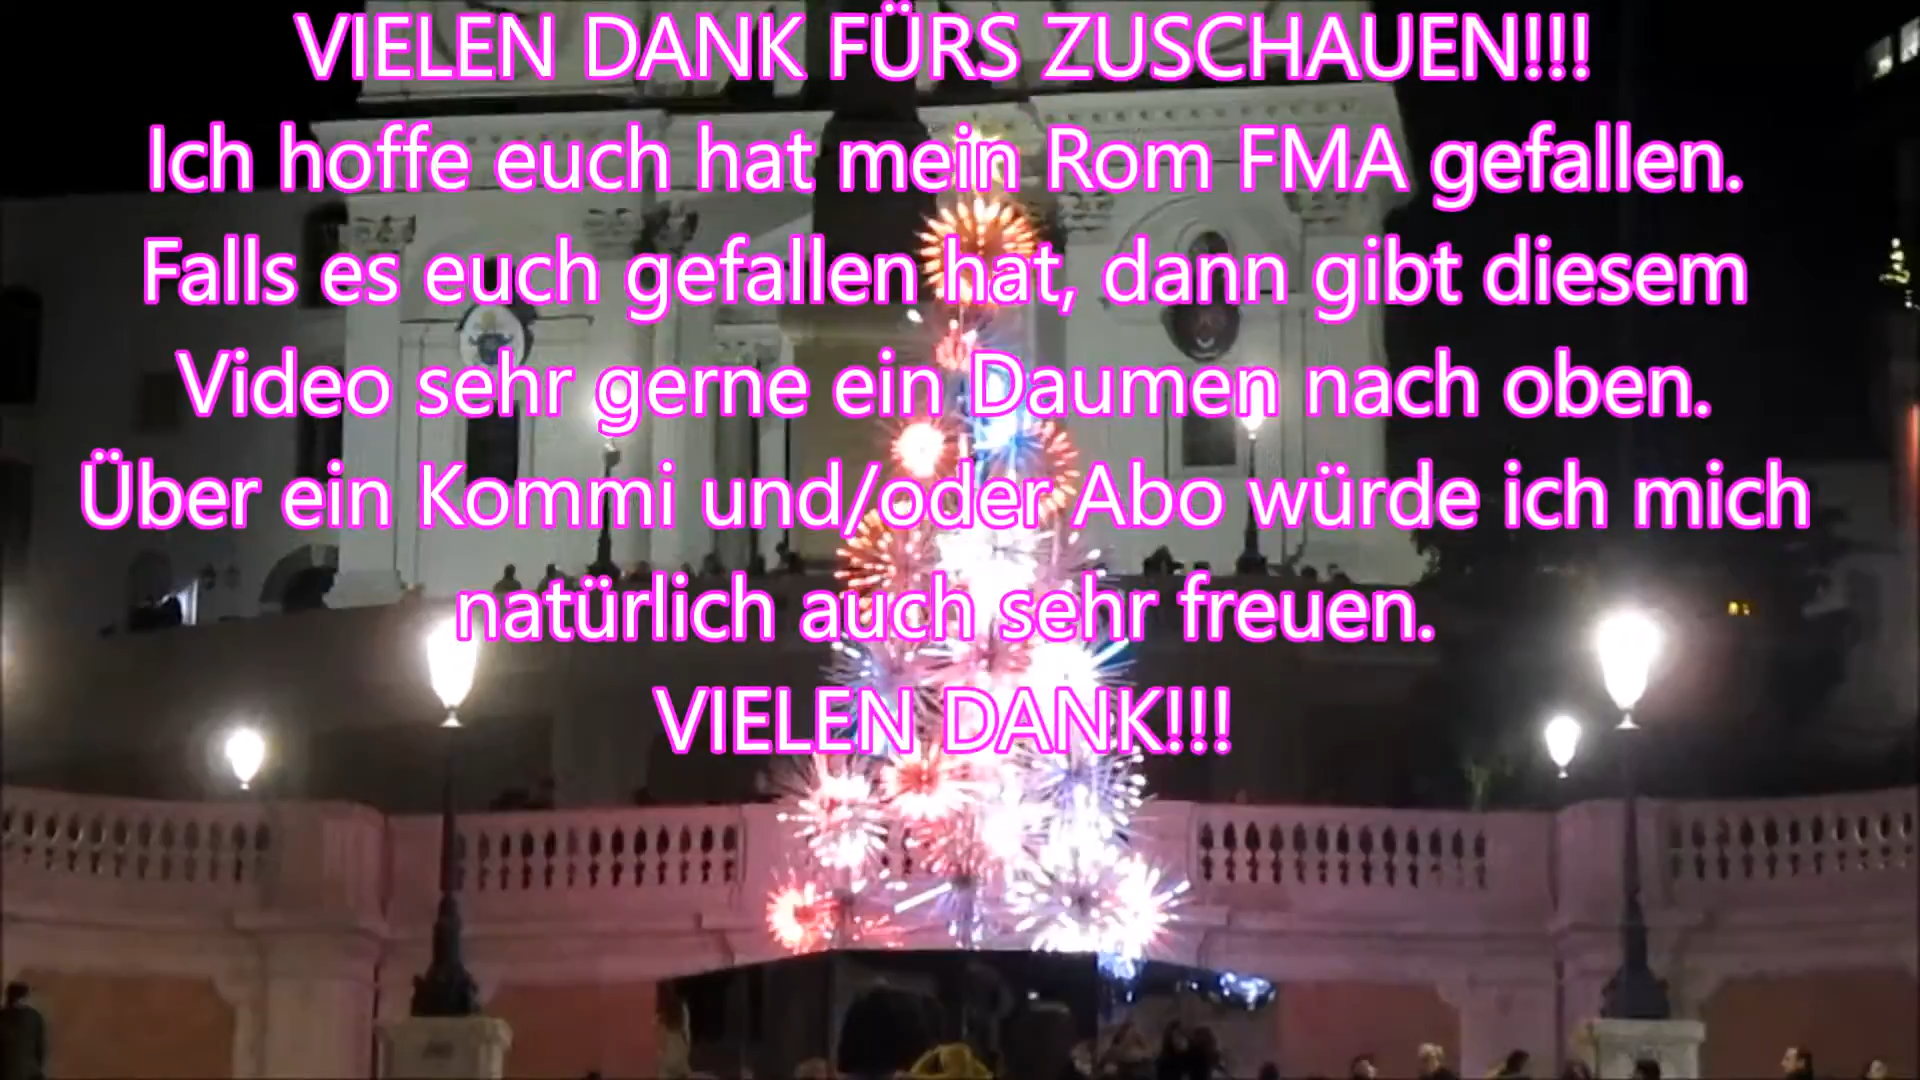 VIELEN DANK FÜRS ZUSCHAUEN!!!
Ich hoffe euch hat mein Rom FMA gefallen.
Falls es euch gefallen hat, dann gibt diesem
Video sehr gerne ein Daumen nach oben.
Über ein Kommi und/oder Abo würde ich mich
natürlich auch sehr freuen.
VIELEN DANK!!!